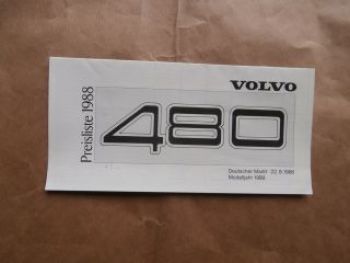 VOLVO
Preisliste 1988
480
Deutscher Markt 22.8.1988
Modelljahr 1989